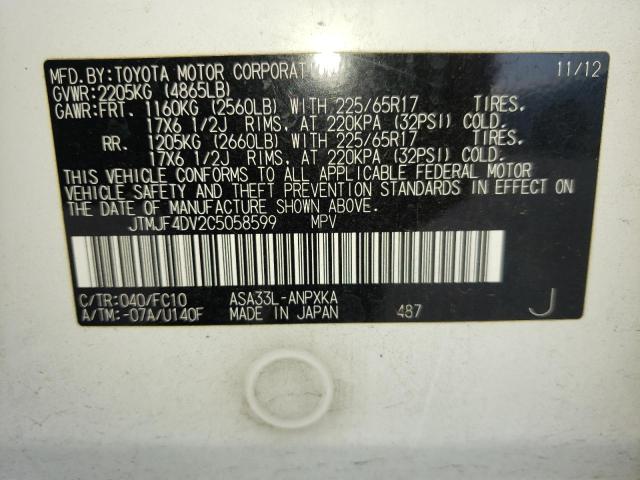 MFD.BY:TOYOTA MOTOR CORPORATION 11/12
GVWR:2205KG (4865LB)
GAWR:FRT. 1160KG (2560LB) WITH 225/65R17 TIRES,
17X6 1/2J RIMS, AT 220KPA (32PSI) COLD.
RR. 1205KG (2660LB) WITH 225/65R17 TIRES,
17X6 1/2J RIMS, AT 220KPA (32PSI) COLD.
THIS VEHICLE CONFORMS TO ALL APPLICABLE FEDERAL MOTOR
VEHICLE SAFETY AND THEFT PREVENTION STANDARDS IN EFFECT ON
THE DATE OF MANUFACTURE SHOWN ABOVE.
JTMJF4DV2C5058599 MPV
C/TR:040/FC10 ASA33L-ANPXKA
A/TM:-07A/U140F MADE IN JAPAN 487 J